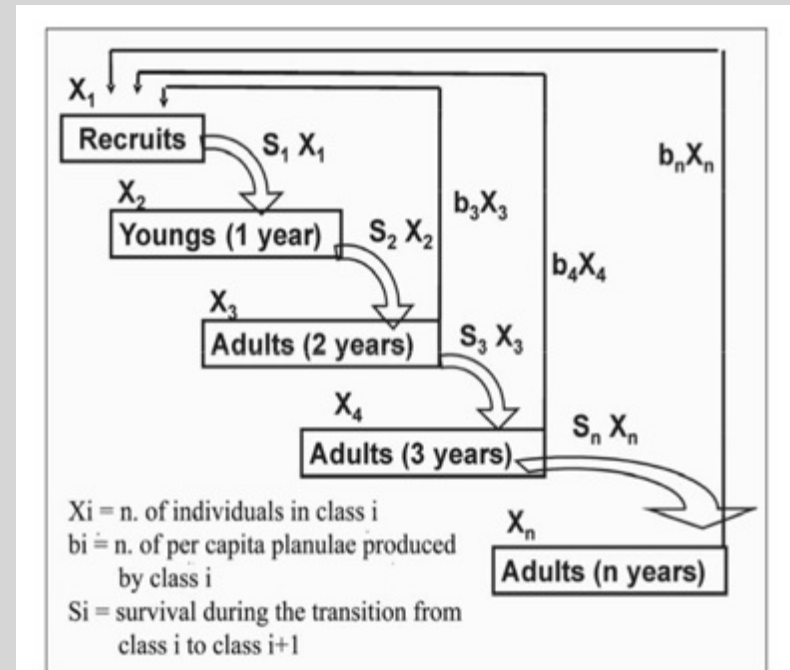 X₁
Recruits
S₁ X₁
bₙXₙ
X₂
Youngs (1 year)
S₂ X₂
b₃X₃
b₄X₄
X₃
Adults (2 years)
S₃ X₃
X₄
Adults (3 years)
Sₙ Xₙ
Xi = n. of individuals in class i
bi = n. of per capita planulae produced
by class i
Si = survival during the transition from
class i to class i+1
Xₙ
Adults (n years)